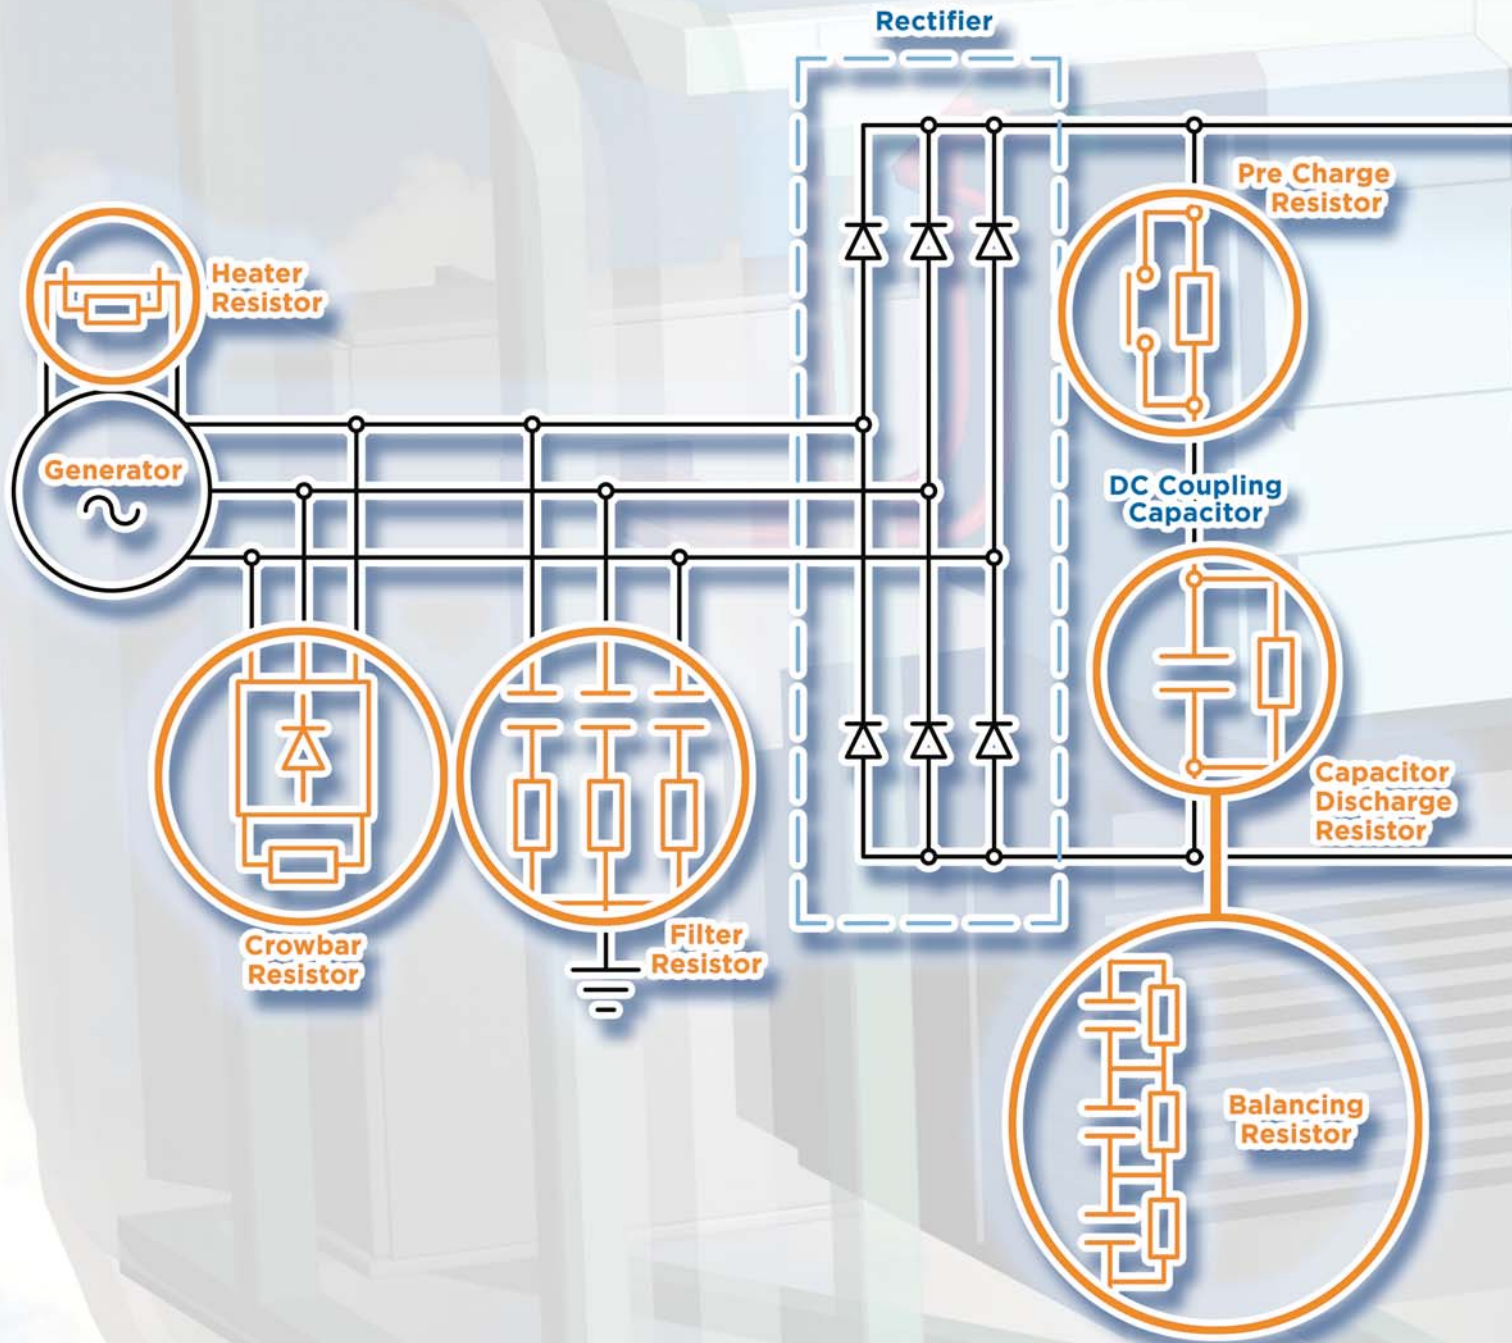 Rectifier
Pre Charge
Resistor
Heater
Resistor
Generator
DC Coupling
Capacitor
Capacitor
Discharge
Resistor
Crowbar
Resistor
Filter
Resistor
Balancing
Resistor